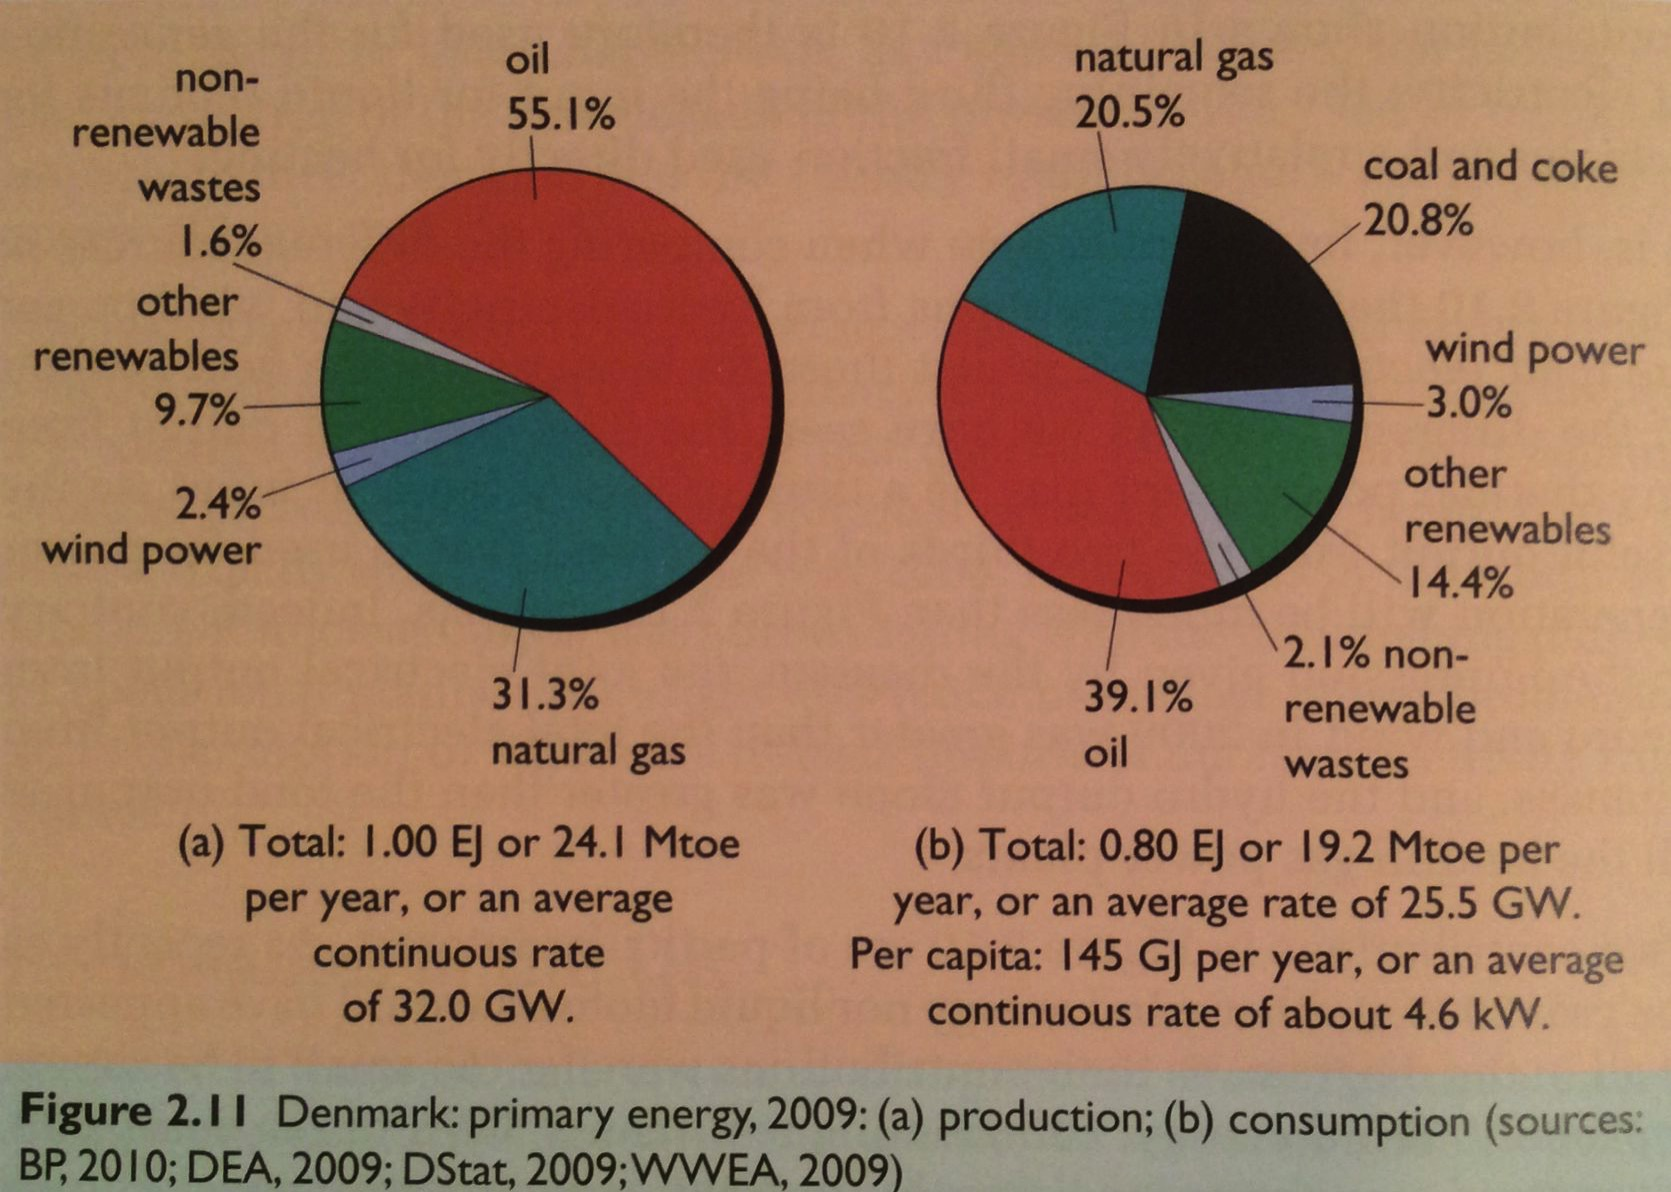 oil
55.1%
non-
renewable
wastes
1.6%
other
renewables
9.7%
2.4%
wind power
31.3%
natural gas
natural gas
20.5%
coal and coke
20.8%
wind power
3.0%
other
renewables
14.4%
2.1% non-
renewable
wastes
39.1%
oil
(a) Total: 1.00 EJ or 24.1 Mtoe
per year, or an average
continuous rate
of 32.0 GW.
(b) Total: 0.80 EJ or 19.2 Mtoe per
year, or an average rate of 25.5 GW.
Per capita: 145 GJ per year, or an average
continuous rate of about 4.6 kW.
Figure 2.11 Denmark: primary energy, 2009: (a) production; (b) consumption (sources:
BP, 2010; DEA, 2009; DStat, 2009; WWEA, 2009)